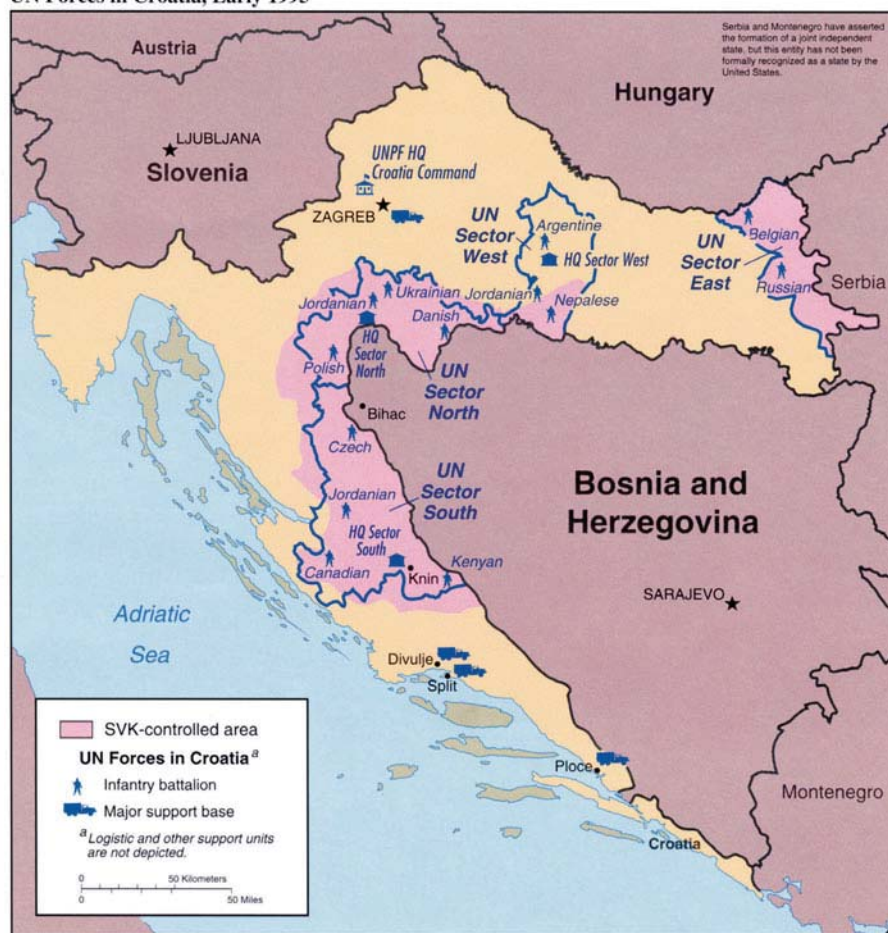 UN Forces in Croatia, Early 1995
Serbia and Montenegro have asserted
the formation of a joint independent
state, but this entity has not been
formally recognized as a state by the
United States.
Austria
Hungary
LJUBLJANA
Slovenia
UNPF HQ
Croatia Command
ZAGREB
UN
Sector
West
Argentine
HQ Sector West
Jordanian
Nepalese
UN
Sector
East
Belgian
Russian
Serbia
Jordanian
Ukrainian
Danish
HQ
Sector
North
Polish
UN
Sector
North
Bihac
Czech
UN
Sector
South
Jordanian
HQ Sector
South
Canadian
Knin
Kenyan
Bosnia and
Herzegovina
SARAJEVO
Adriatic
Sea
Divulje
Split
Ploce
Montenegro
Croatia
SVK-controlled area
UN Forces in Croatia a
Infantry battalion
Major support base
a Logistic and other support units
are not depicted.
0 50 Kilometers
0 50 Miles